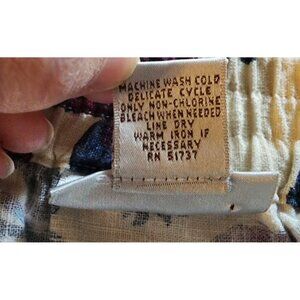 MACHINE WASH COLD
DELICATE CYCLE
ONLY NON-CHLORINE
BLEACH WHEN NEEDED
LINE DRY
WARM IRON IF
NECESSARY
RN 51737